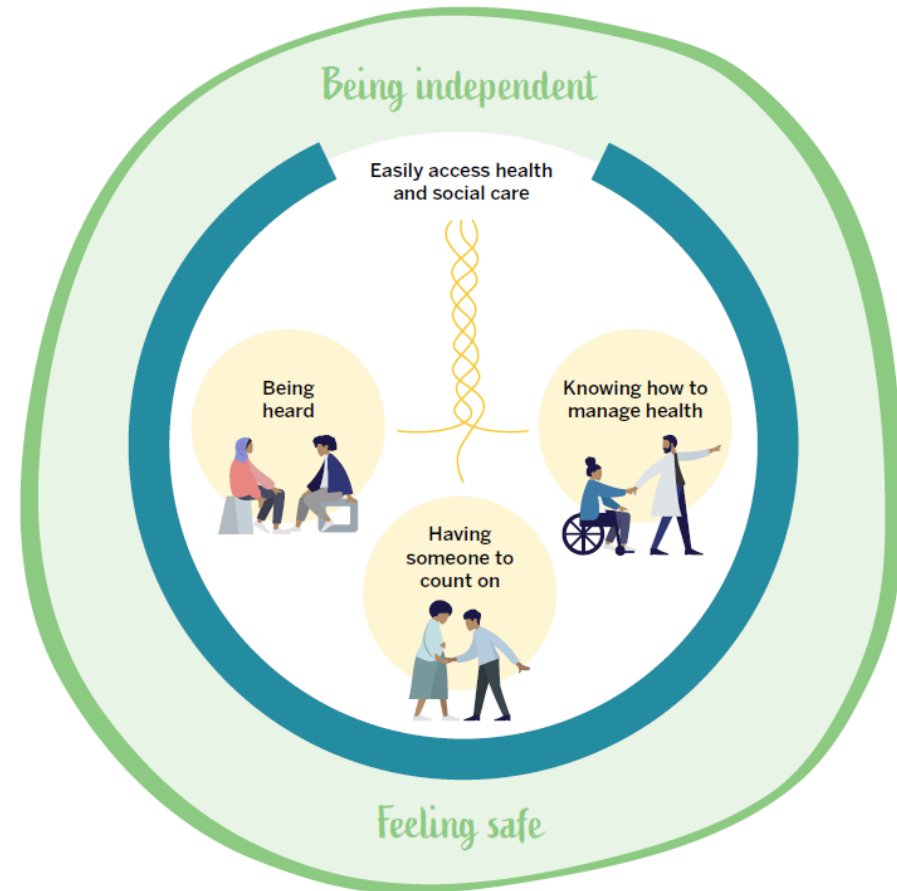 Being independent
Easily access health
and social care
Being
heard
Knowing how to
manage health
Having
someone to
count on
Feeling safe